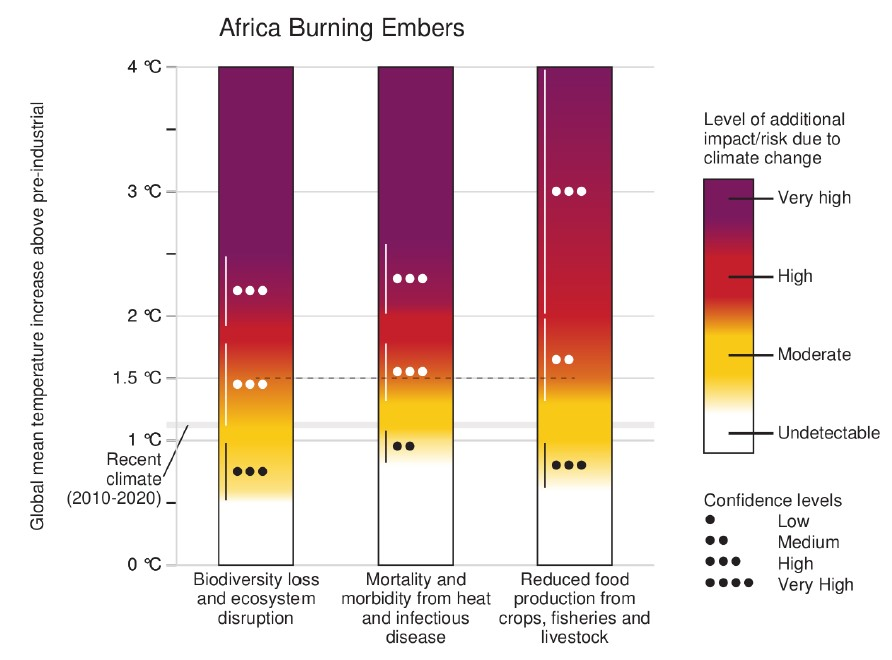 Africa Burning Embers
Global mean temperature increase above pre-industrial
4 °C
3 °C
2 °C
1.5 °C
1 °C
0 °C
Recent
climate
(2010-2020)
Biodiversity loss
and ecosystem
disruption
Mortality and
morbidity from heat
and infectious
disease
Reduced food
production from
crops, fisheries and
livestock
Level of additional
impact/risk due to
climate change
Very high
High
Moderate
Undetectable
Confidence levels
Low
Medium
High
Very High